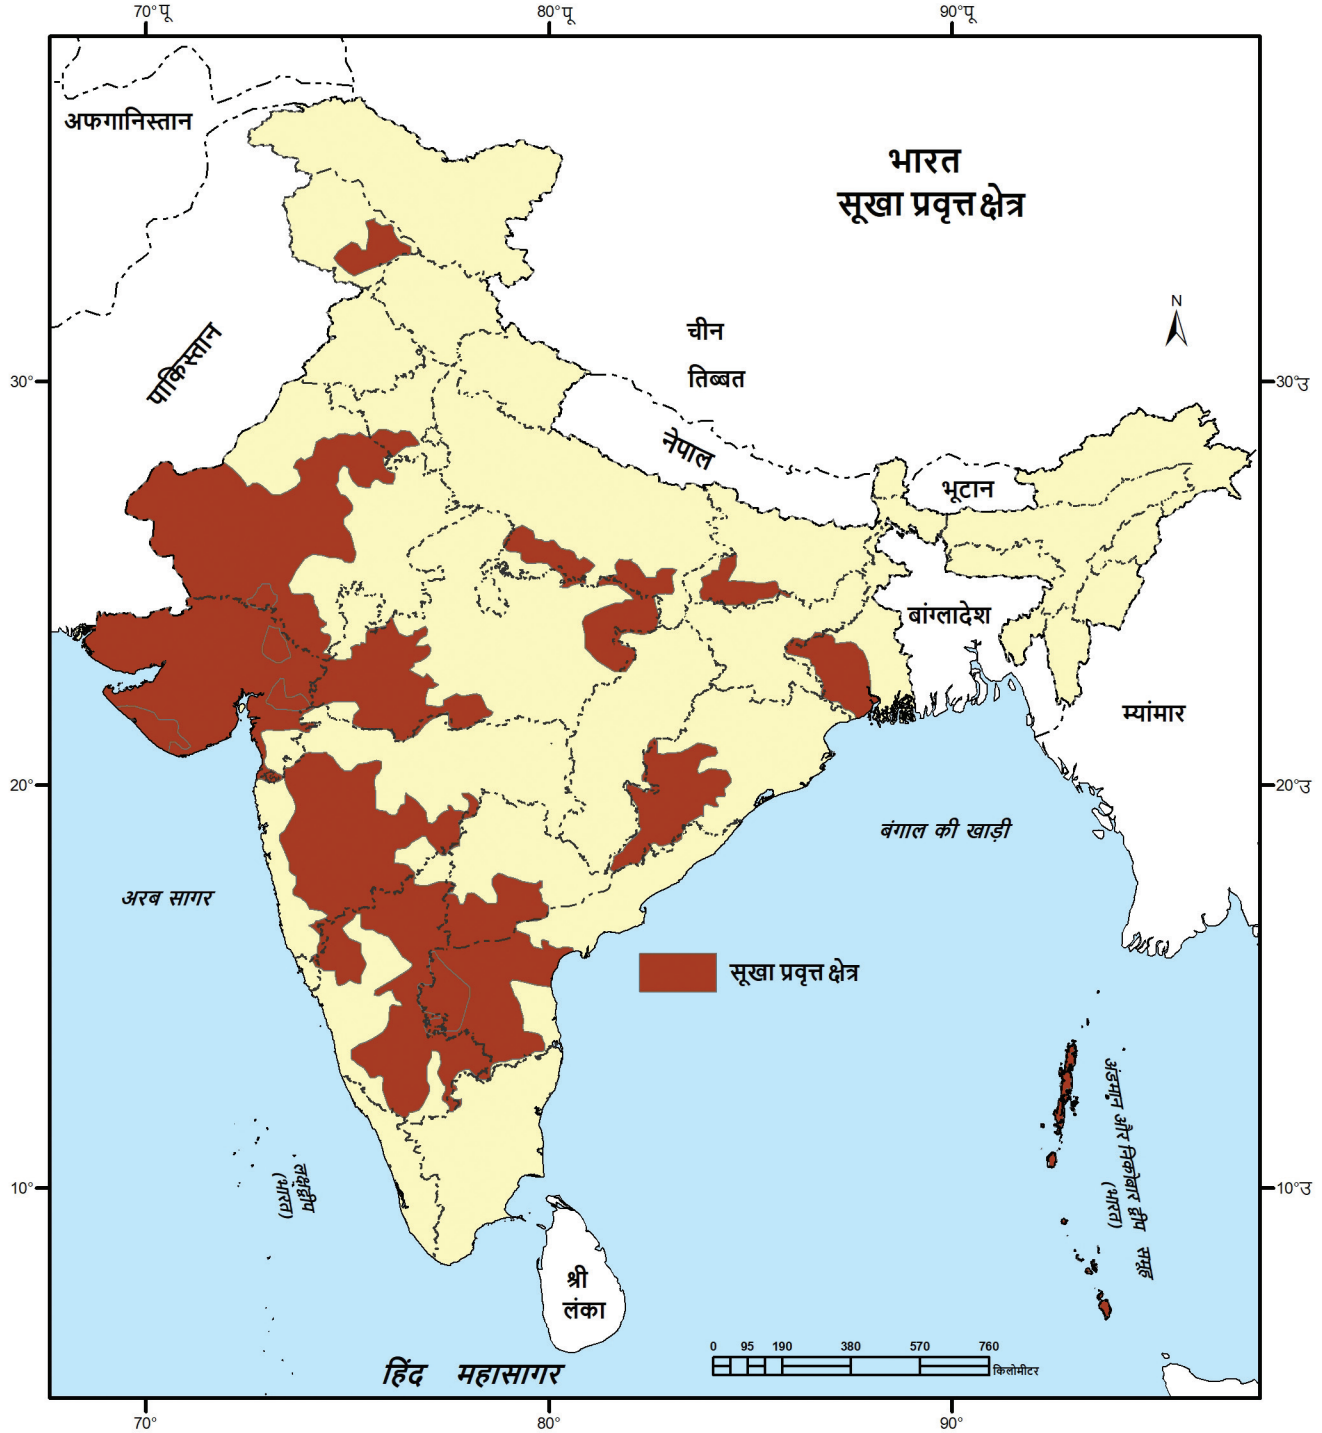 70°पू
80°पू
90°पू
अफगानिस्तान
भारत
सूखा प्रवृत्त क्षेत्र
N
चीन
तिब्बत
पाकिस्तान
30°
30°उ
नेपाल
भूटान
बांग्लादेश
म्यांमार
20°
20°उ
बंगाल की खाड़ी
अरब सागर
सूखा प्रवृत्त क्षेत्र
अंडमान और निकोबार द्वीप समूह
(भारत)
लक्षद्वीप
(भारत)
10°
10°उ
श्री
लंका
0 95 190 380 570 760
किलोमीटर
हिंद महासागर
70°
80°
90°